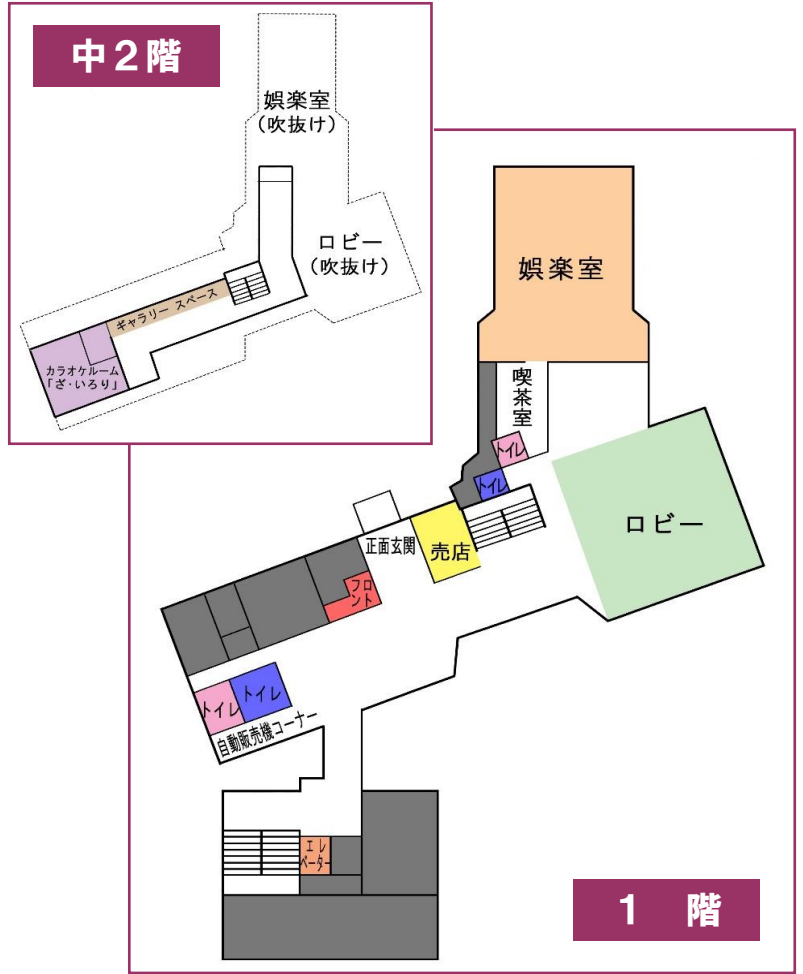 中2階
娯楽室
(吹抜け)
ロビー
(吹抜け)
ギャラリー スペース
カラオケルーム
「ざ・いろり」
娯楽室
喫茶室
トイレ
トイレ
ロビー
正面玄関
売店
フロント
トイレ
トイレ
自動販売機コーナー
エレ
ベーター
1 階